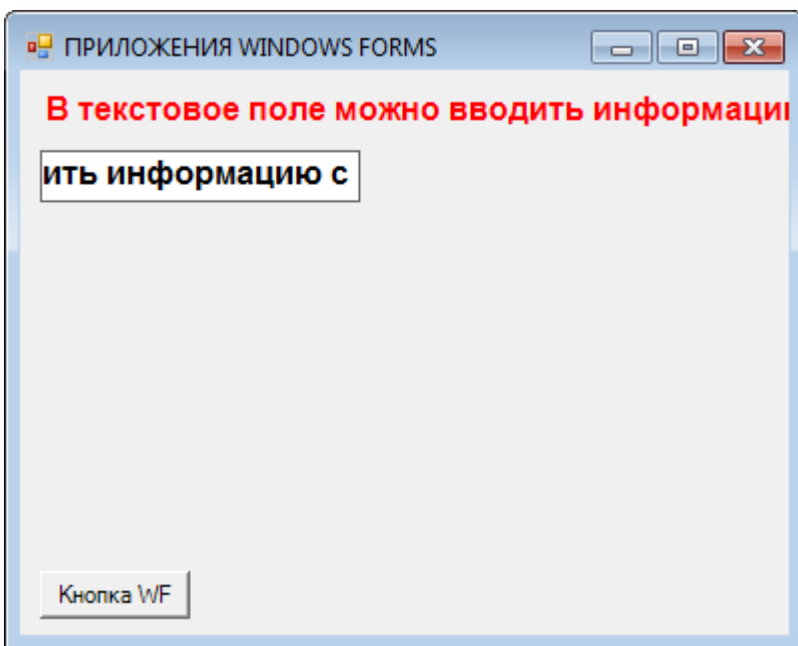 ПРИЛОЖЕНИЯ WINDOWS FORMS
В текстовое поле можно вводить информаци
ить информацию с
Кнопка WF